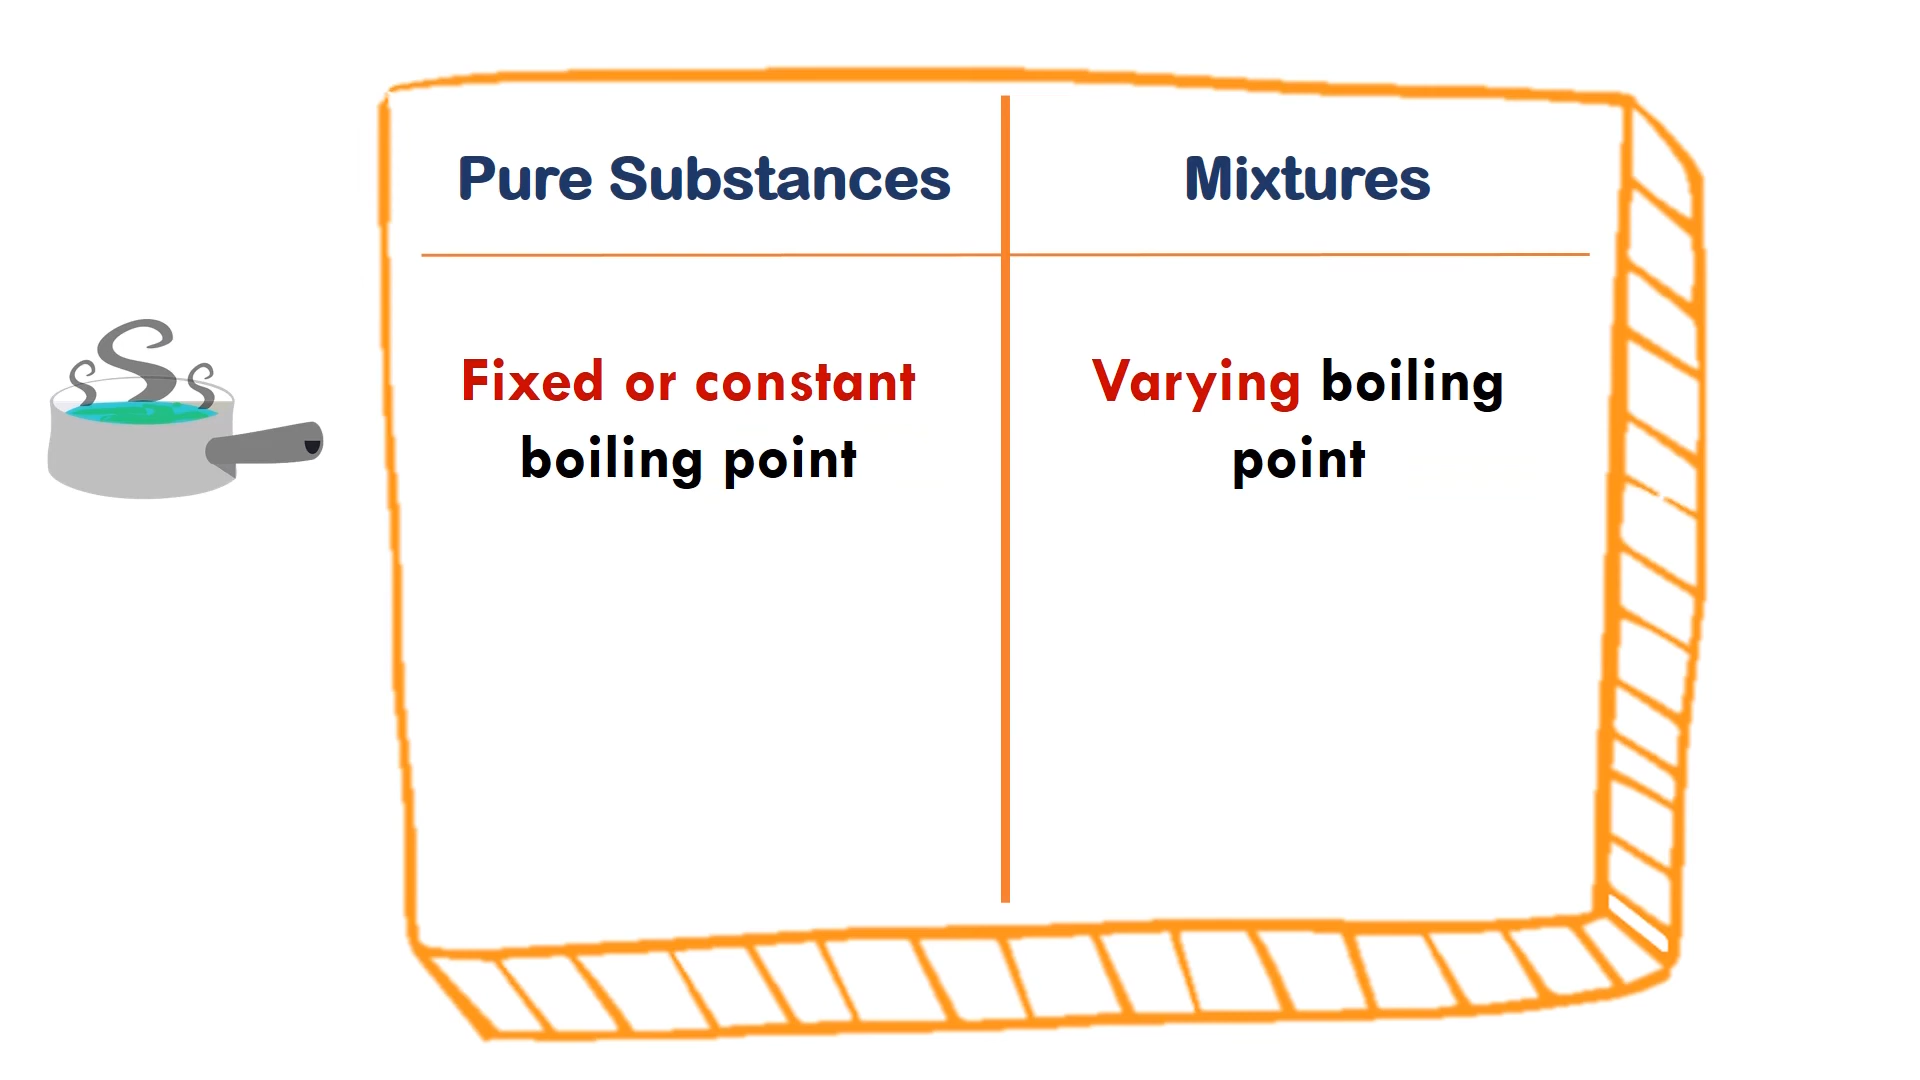 Pure Substances
Mixtures
Fixed or constant
boiling point
Varying boiling
point